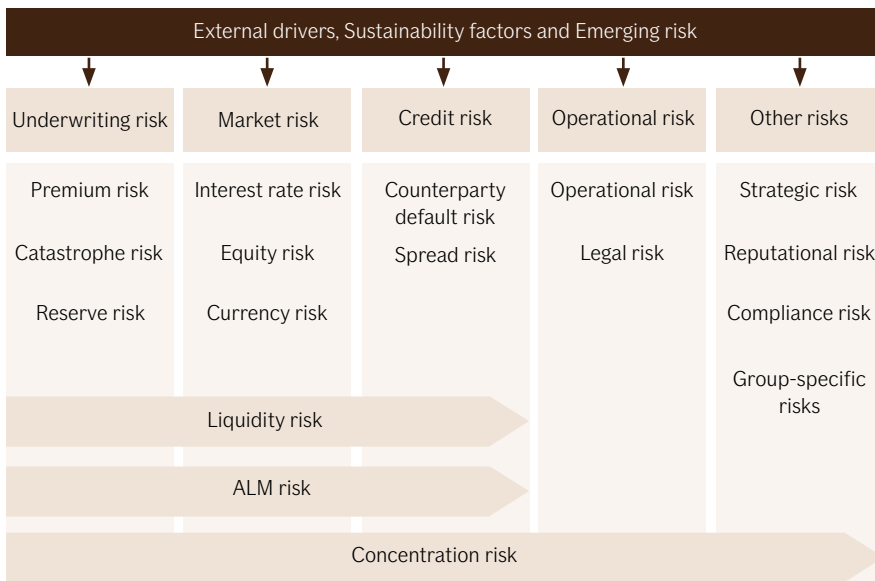 External drivers, Sustainability factors and Emerging risk
Underwriting risk
Market risk
Credit risk
Operational risk
Other risks
Premium risk
Interest rate risk
Counterparty
default risk
Operational risk
Strategic risk
Catastrophe risk
Equity risk
Spread risk
Legal risk
Reputational risk
Reserve risk
Currency risk
Compliance risk
Group-specific
risks
Liquidity risk
ALM risk
Concentration risk